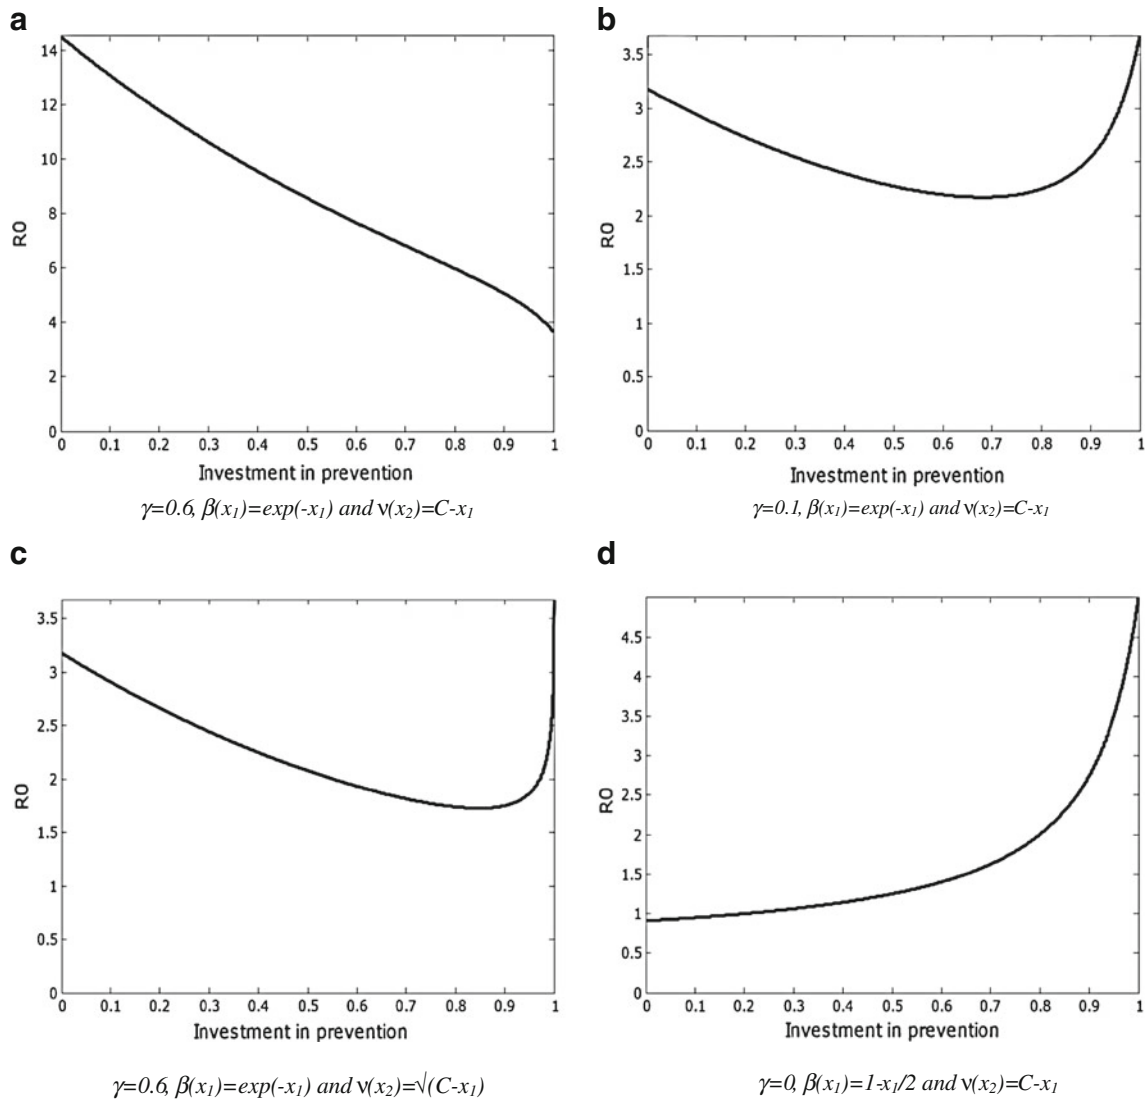 a
14
12
10
8
6
4
2
0
R0
0 0.1 0.2 0.3 0.4 0.5 0.6 0.7 0.8 0.9 1
Investment in prevention
γ=0.6, β(x₁)=exp(-x₁) and ν(x₂)=C-x₁
b
3.5
3
2.5
2
1.5
1
0.5
0
R0
0 0.1 0.2 0.3 0.4 0.5 0.6 0.7 0.8 0.9 1
Investment in prevention
γ=0.1, β(x₁)=exp(-x₁) and ν(x₂)=C-x₁
c
3.5
3
2.5
2
1.5
1
0.5
0
R0
0 0.1 0.2 0.3 0.4 0.5 0.6 0.7 0.8 0.9 1
Investment in prevention
γ=0.6, β(x₁)=exp(-x₁) and ν(x₂)=√(C-x₁)
d
4.5
4
3.5
3
2.5
2
1.5
1
0.5
0
R0
0 0.1 0.2 0.3 0.4 0.5 0.6 0.7 0.8 0.9 1
Investment in prevention
γ=0, β(x₁)=1-x₁/2 and ν(x₂)=C-x₁